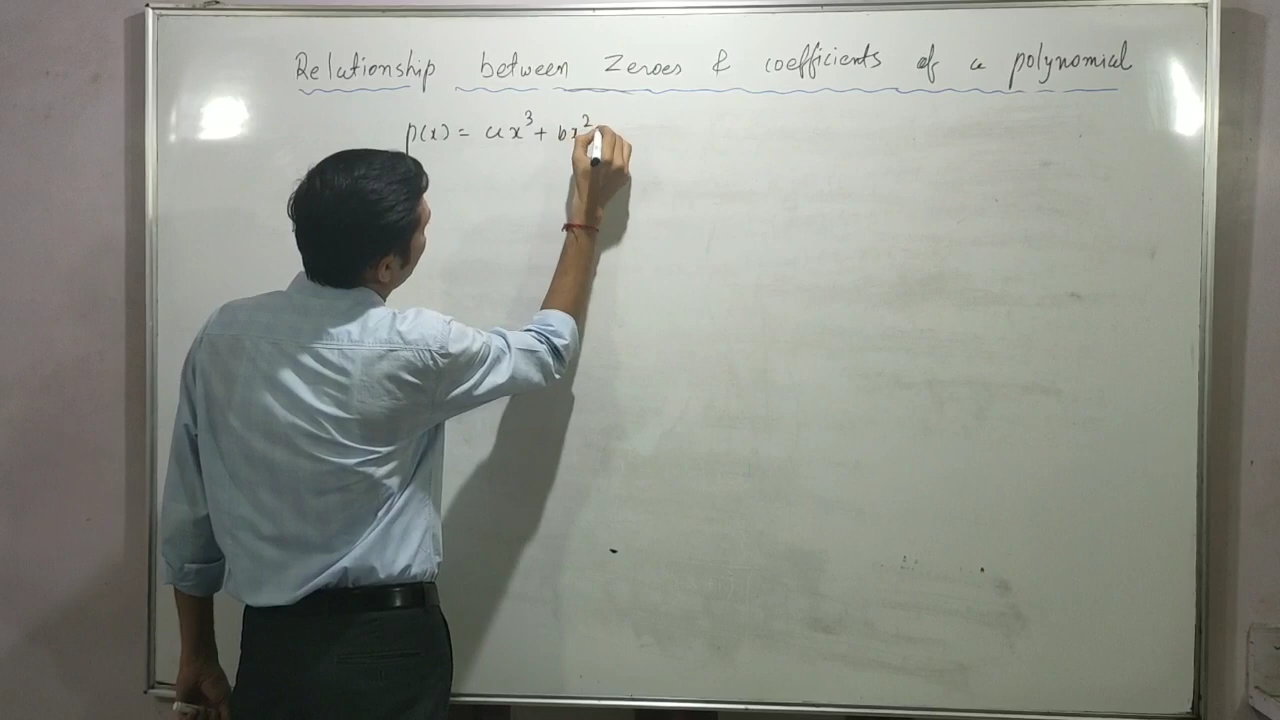 Relationship between Zeroes & coefficients of a polynomial
p(x) = ax³ + bx²